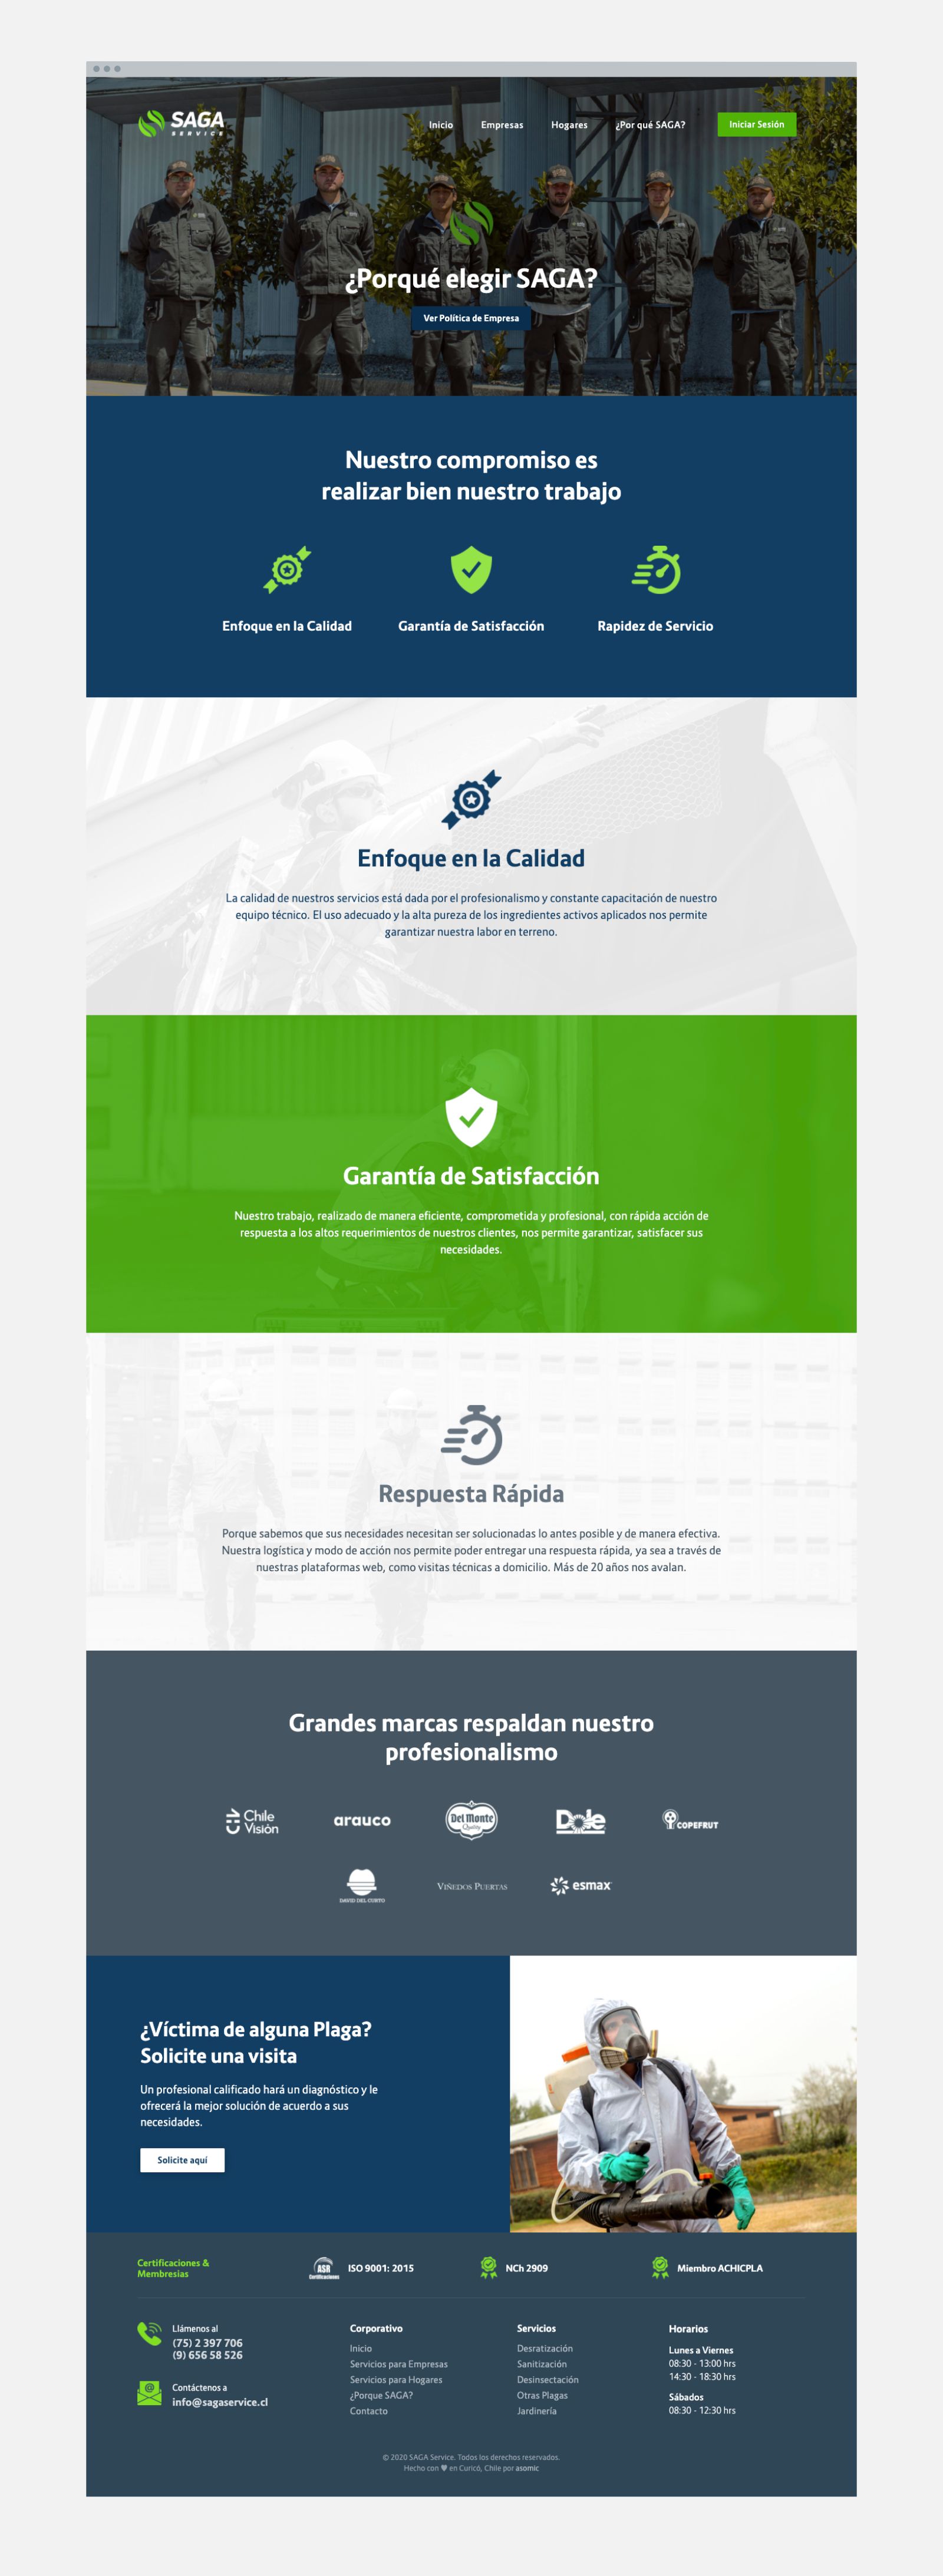 SAGA
SERVICE
Inicio
Empresas
Hogares
¿Por qué SAGA?
Iniciar Sesión
¿Porqué elegir SAGA?
Ver Política de Empresa
Nuestro compromiso es
realizar bien nuestro trabajo
Enfoque en la Calidad
Garantía de Satisfacción
Rapidez de Servicio
Enfoque en la Calidad
La calidad de nuestros servicios está dada por el profesionalismo y constante capacitación de nuestro
equipo técnico. El uso adecuado y la alta pureza de los ingredientes activos aplicados nos permite
garantizar nuestra labor en terreno.
Garantía de Satisfacción
Nuestro trabajo, realizado de manera eficiente, comprometida y profesional, con rápida acción de
respuesta a los altos requerimientos de nuestros clientes, nos permite garantizar, satisfacer sus
necesidades.
Respuesta Rápida
Porque sabemos que sus necesidades necesitan ser solucionadas lo antes posible y de manera efectiva.
Nuestra logística y modo de acción nos permite poder entregar una respuesta rápida, ya sea a través de
nuestras plataformas web, como visitas técnicas a domicilio. Más de 20 años nos avalan.
Grandes marcas respaldan nuestro
profesionalismo
Chile
Visión
arauco
Del Monte
Quality
Dole
COPEFRUT
DAVID DEL CURTO
VIÑEDOS PUERTAS
esmax
¿Víctima de alguna Plaga?
Solicite una visita
Un profesional calificado hará un diagnóstico y le
ofrecerá la mejor solución de acuerdo a sus
necesidades.
Solicite aquí
Certificaciones &
Membresías
ASR
Certificaciones
ISO 9001: 2015
NCh 2909
Miembro ACHICPLA
Llámenos al
(75) 2 397 706
(9) 656 58 526
Contáctenos a
info@sagaservice.cl
Corporativo
Inicio
Servicios para Empresas
Servicios para Hogares
¿Porque SAGA?
Contacto
Servicios
Desratización
Sanitización
Desinsectación
Otras Plagas
Jardinería
Horarios
Lunes a Viernes
08:30 - 13:00 hrs
14:30 - 18:30 hrs
Sábados
08:30 - 12:30 hrs
© 2020 SAGA Service. Todos los derechos reservados.
Hecho con ♥ en Curicó, Chile por asomic